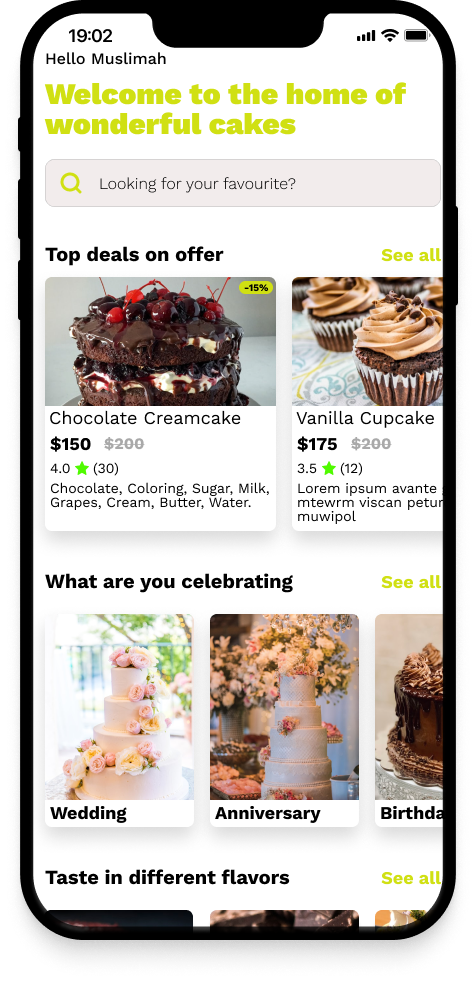 19:02
Hello Muslimah
Welcome to the home of
wonderful cakes
Looking for your favourite?
Top deals on offer
See all
-15%
Chocolate Creamcake
$150 $200
4.0 (30)
Chocolate, Coloring, Sugar, Milk,
Grapes, Cream, Butter, Water.
Vanilla Cupcake
$175 $200
3.5 (12)
Lorem ipsum avante
mtewrm viscan petur
muwipol
What are you celebrating
See all
Wedding
Anniversary
Birthda
Taste in different flavors
See all